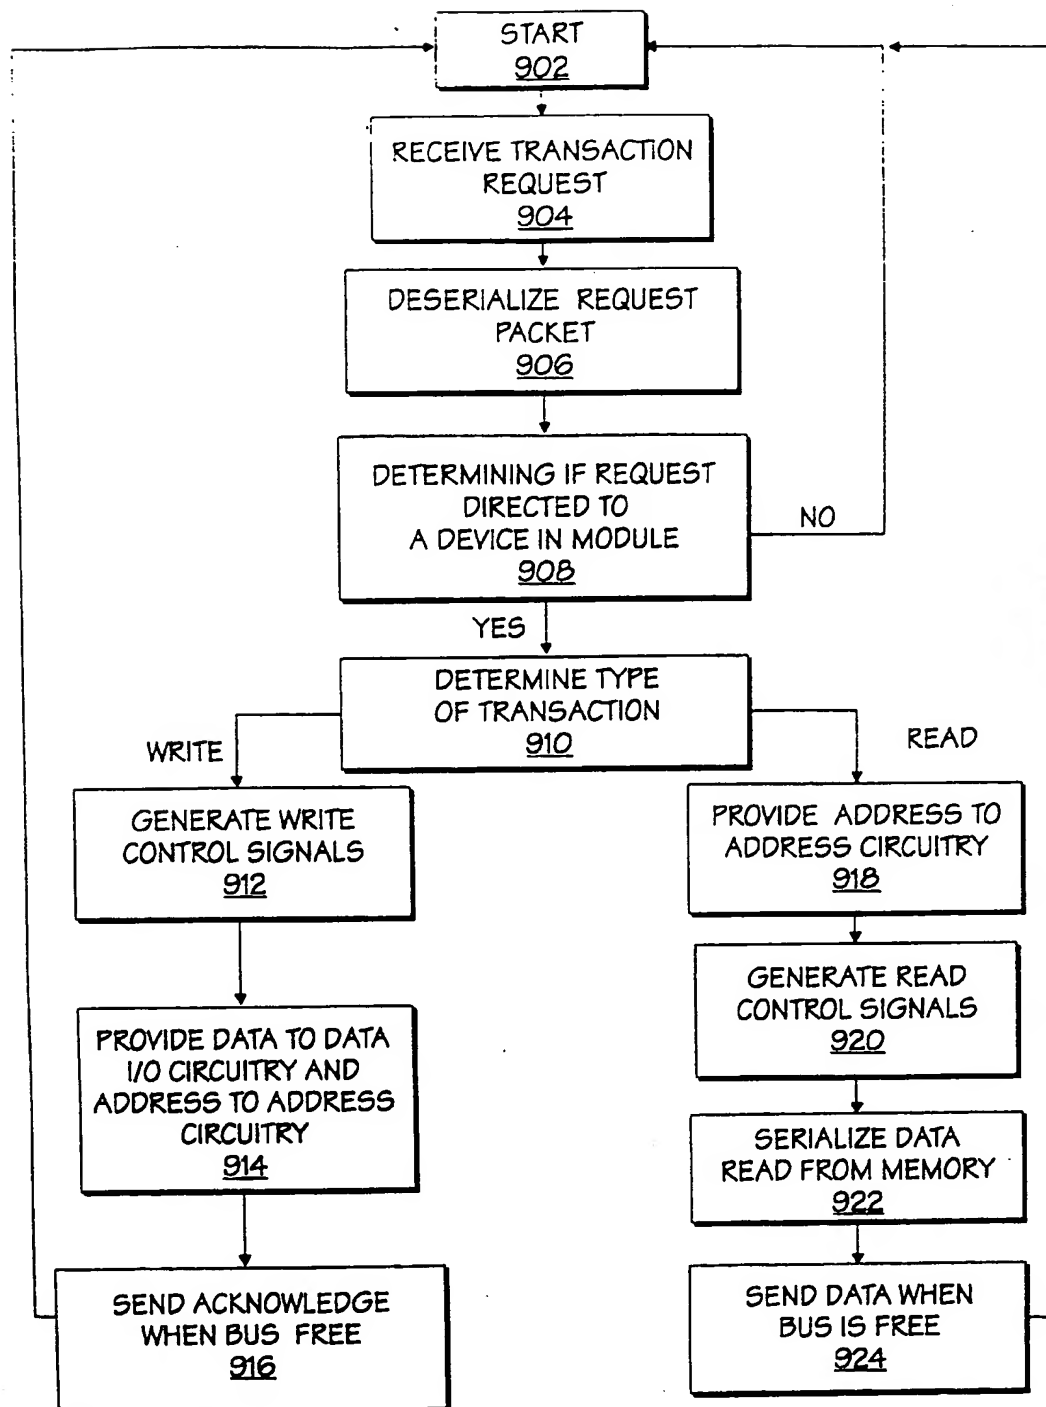 START
902
RECEIVE TRANSACTION
REQUEST
904
DESERIALIZE REQUEST
PACKET
906
DETERMINING IF REQUEST
DIRECTED TO
A DEVICE IN MODULE
908
NO
YES
DETERMINE TYPE
OF TRANSACTION
910
WRITE
READ
GENERATE WRITE
CONTROL SIGNALS
912
PROVIDE DATA TO DATA
I/O CIRCUITRY AND
ADDRESS TO ADDRESS
CIRCUITRY
914
SEND ACKNOWLEDGE
WHEN BUS FREE
916
PROVIDE ADDRESS TO
ADDRESS CIRCUITRY
918
GENERATE READ
CONTROL SIGNALS
920
SERIALIZE DATA
READ FROM MEMORY
922
SEND DATA WHEN
BUS IS FREE
924